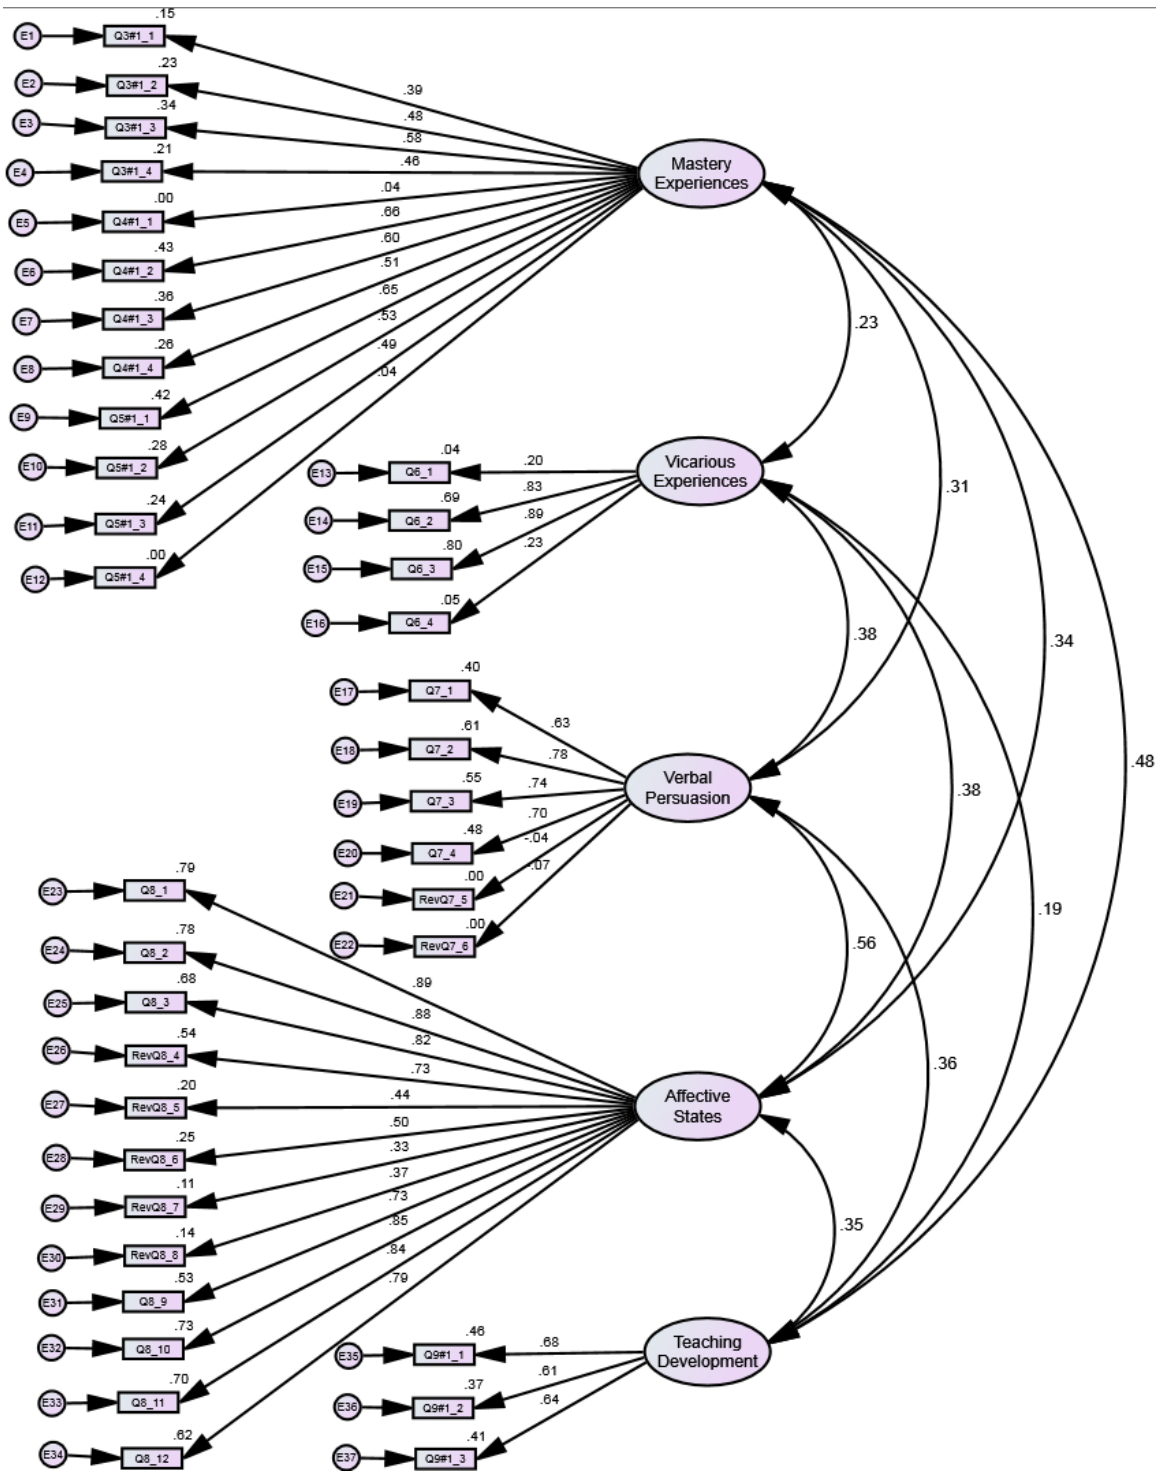 .15
E1 Q3#1_1
.39
.23
E2 Q3#1_2
.48
.34
E3 Q3#1_3
.58
.21
E4 Q3#1_4
.46
Mastery
Experiences
.00
E5 Q4#1_1
.04
.66
.43
E6 Q4#1_2
.60
.51
.36
E7 Q4#1_3
.65
.53
.26
E8 Q4#1_4
.49
.04
.42
E9 Q5#1_1
.28
E10 Q5#1_2
.24
E11 Q5#1_3
.00
E12 Q5#1_4
.23
.04
E13 Q6_1
.20
Vicarious
Experiences
.83
.69
E14 Q6_2
.89
.23
.80
E15 Q6_3
.05
E16 Q6_4
.31
.38
.34
.40
E17 Q7_1
.63
.61
E18 Q7_2
.78
.55
E19 Q7_3
.74
Verbal
Persuasion
.70
.48
E20 Q7_4
-.04
-.07
.00
E21 RevQ7_5
.00
E22 RevQ7_6
.48
.38
.19
.56
.36
.79
E23 Q8_1
.89
.78
E24 Q8_2
.88
.68
E25 Q8_3
.82
.54
E26 RevQ8_4
.73
.20
E27 RevQ8_5
.44
Affective
States
.25
E28 RevQ8_6
.50
.33
.11
E29 RevQ8_7
.37
.73
.14
E30 RevQ8_8
.85
.84
.53
E31 Q8_9
.79
.73
E32 Q8_10
.70
E33 Q8_11
.62
E34 Q8_12
.35
.46
E35 Q9#1_1
.68
Teaching
Development
.61
.37
E36 Q9#1_2
.64
.41
E37 Q9#1_3